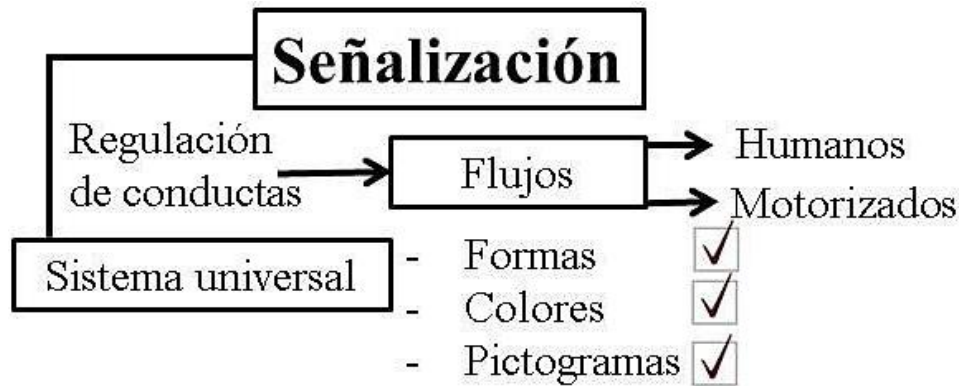 Señalización
Regulación
de conductas
Flujos
Humanos
Motorizados
Sistema universal
- Formas
- Colores
- Pictogramas